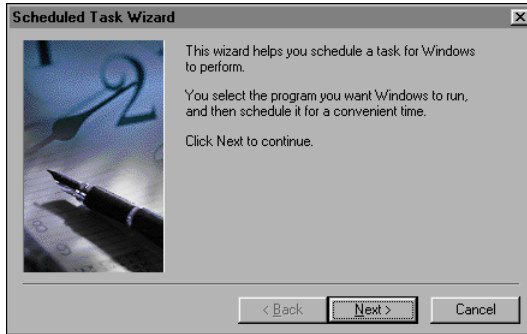 Scheduled Task Wizard
This wizard helps you schedule a task for Windows
to perform.
You select the program you want Windows to run,
and then schedule it for a convenient time.
Click Next to continue.
< Back
Next >
Cancel